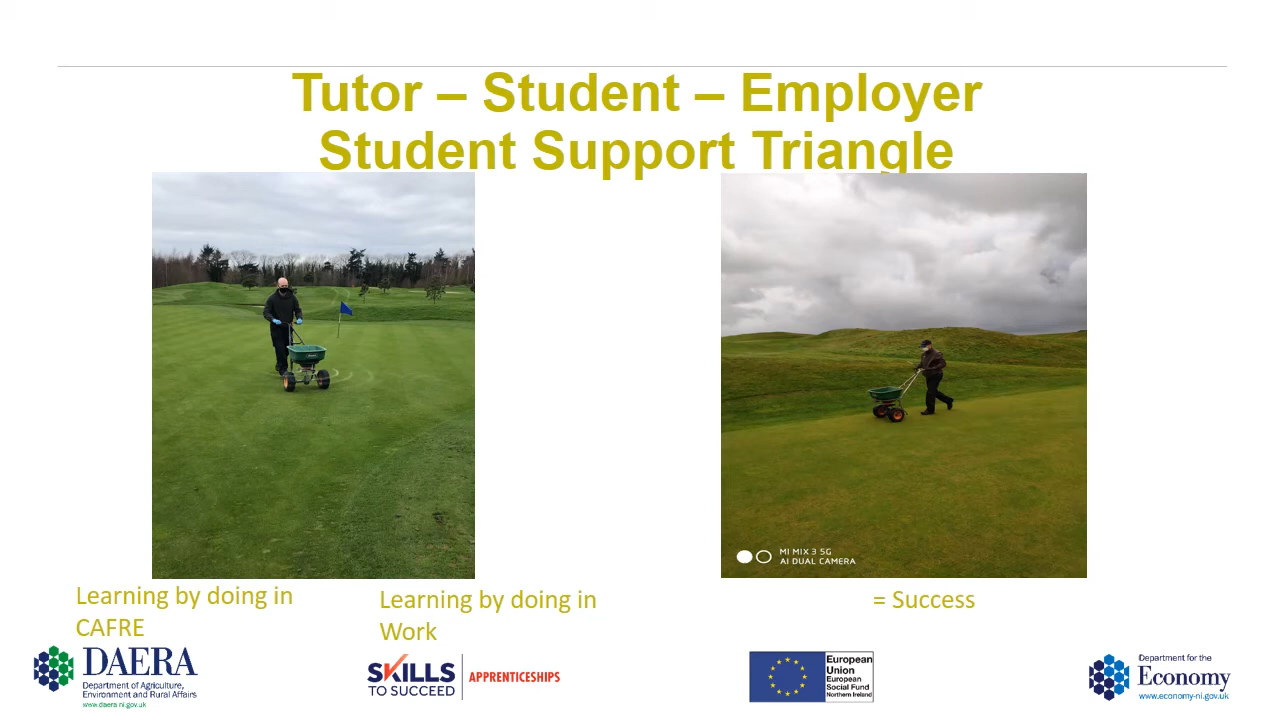 Tutor – Student – Employer
Student Support Triangle
MI MIX 3 5G
AI DUAL CAMERA
Learning by doing in
CAFRE
Learning by doing in
Work
= Success
DAERA
Department of Agriculture,
Environment and Rural Affairs
www.daera-ni.gov.uk
SKILLS
TO SUCCEED
APPRENTICESHIPS
European
Union
European
Social Fund
Northern Ireland
Department for the
Economy
www.economy-ni.gov.uk